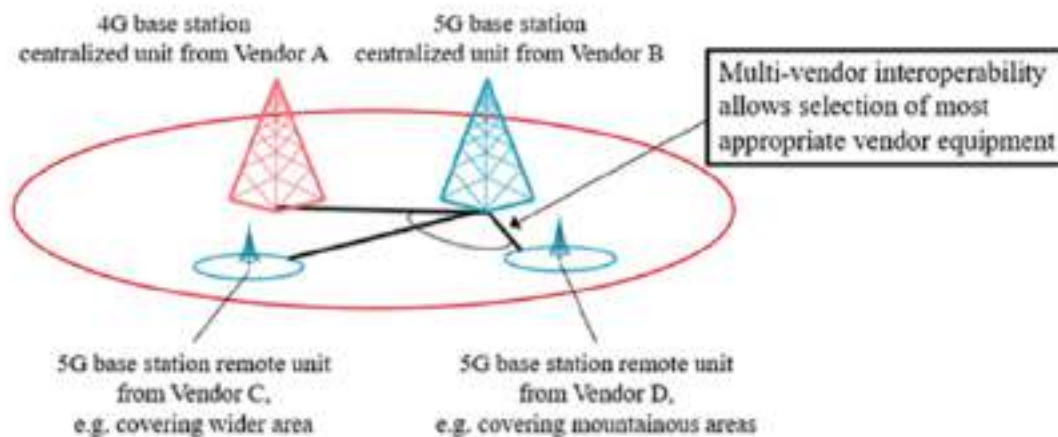 4G base station
centralized unit from Vendor A
5G base station
centralized unit from Vendor B
Multi-vendor interoperability
allows selection of most
appropriate vendor equipment
5G base station remote unit
from Vendor C,
e.g. covering wider area
5G base station remote unit
from Vendor D,
e.g. covering mountainous areas